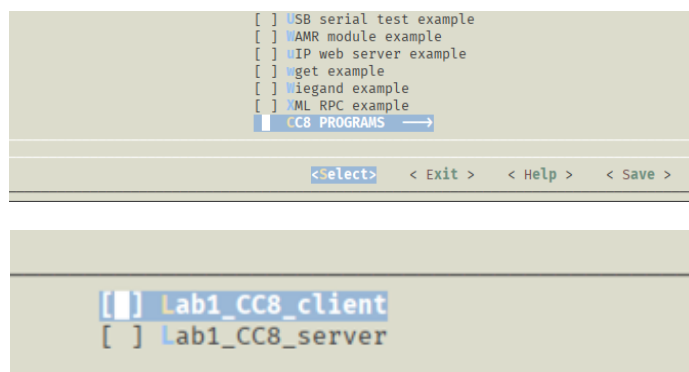 [ ] USB serial test example
[ ] WAMR module example
[ ] uIP web server example
[ ] wget example
[ ] Wiegand example
[ ] XML RPC example
CC8 PROGRAMS --->
<Select> < Exit > < Help > < Save >
[ ] Lab1_CC8_client
[ ] Lab1_CC8_server